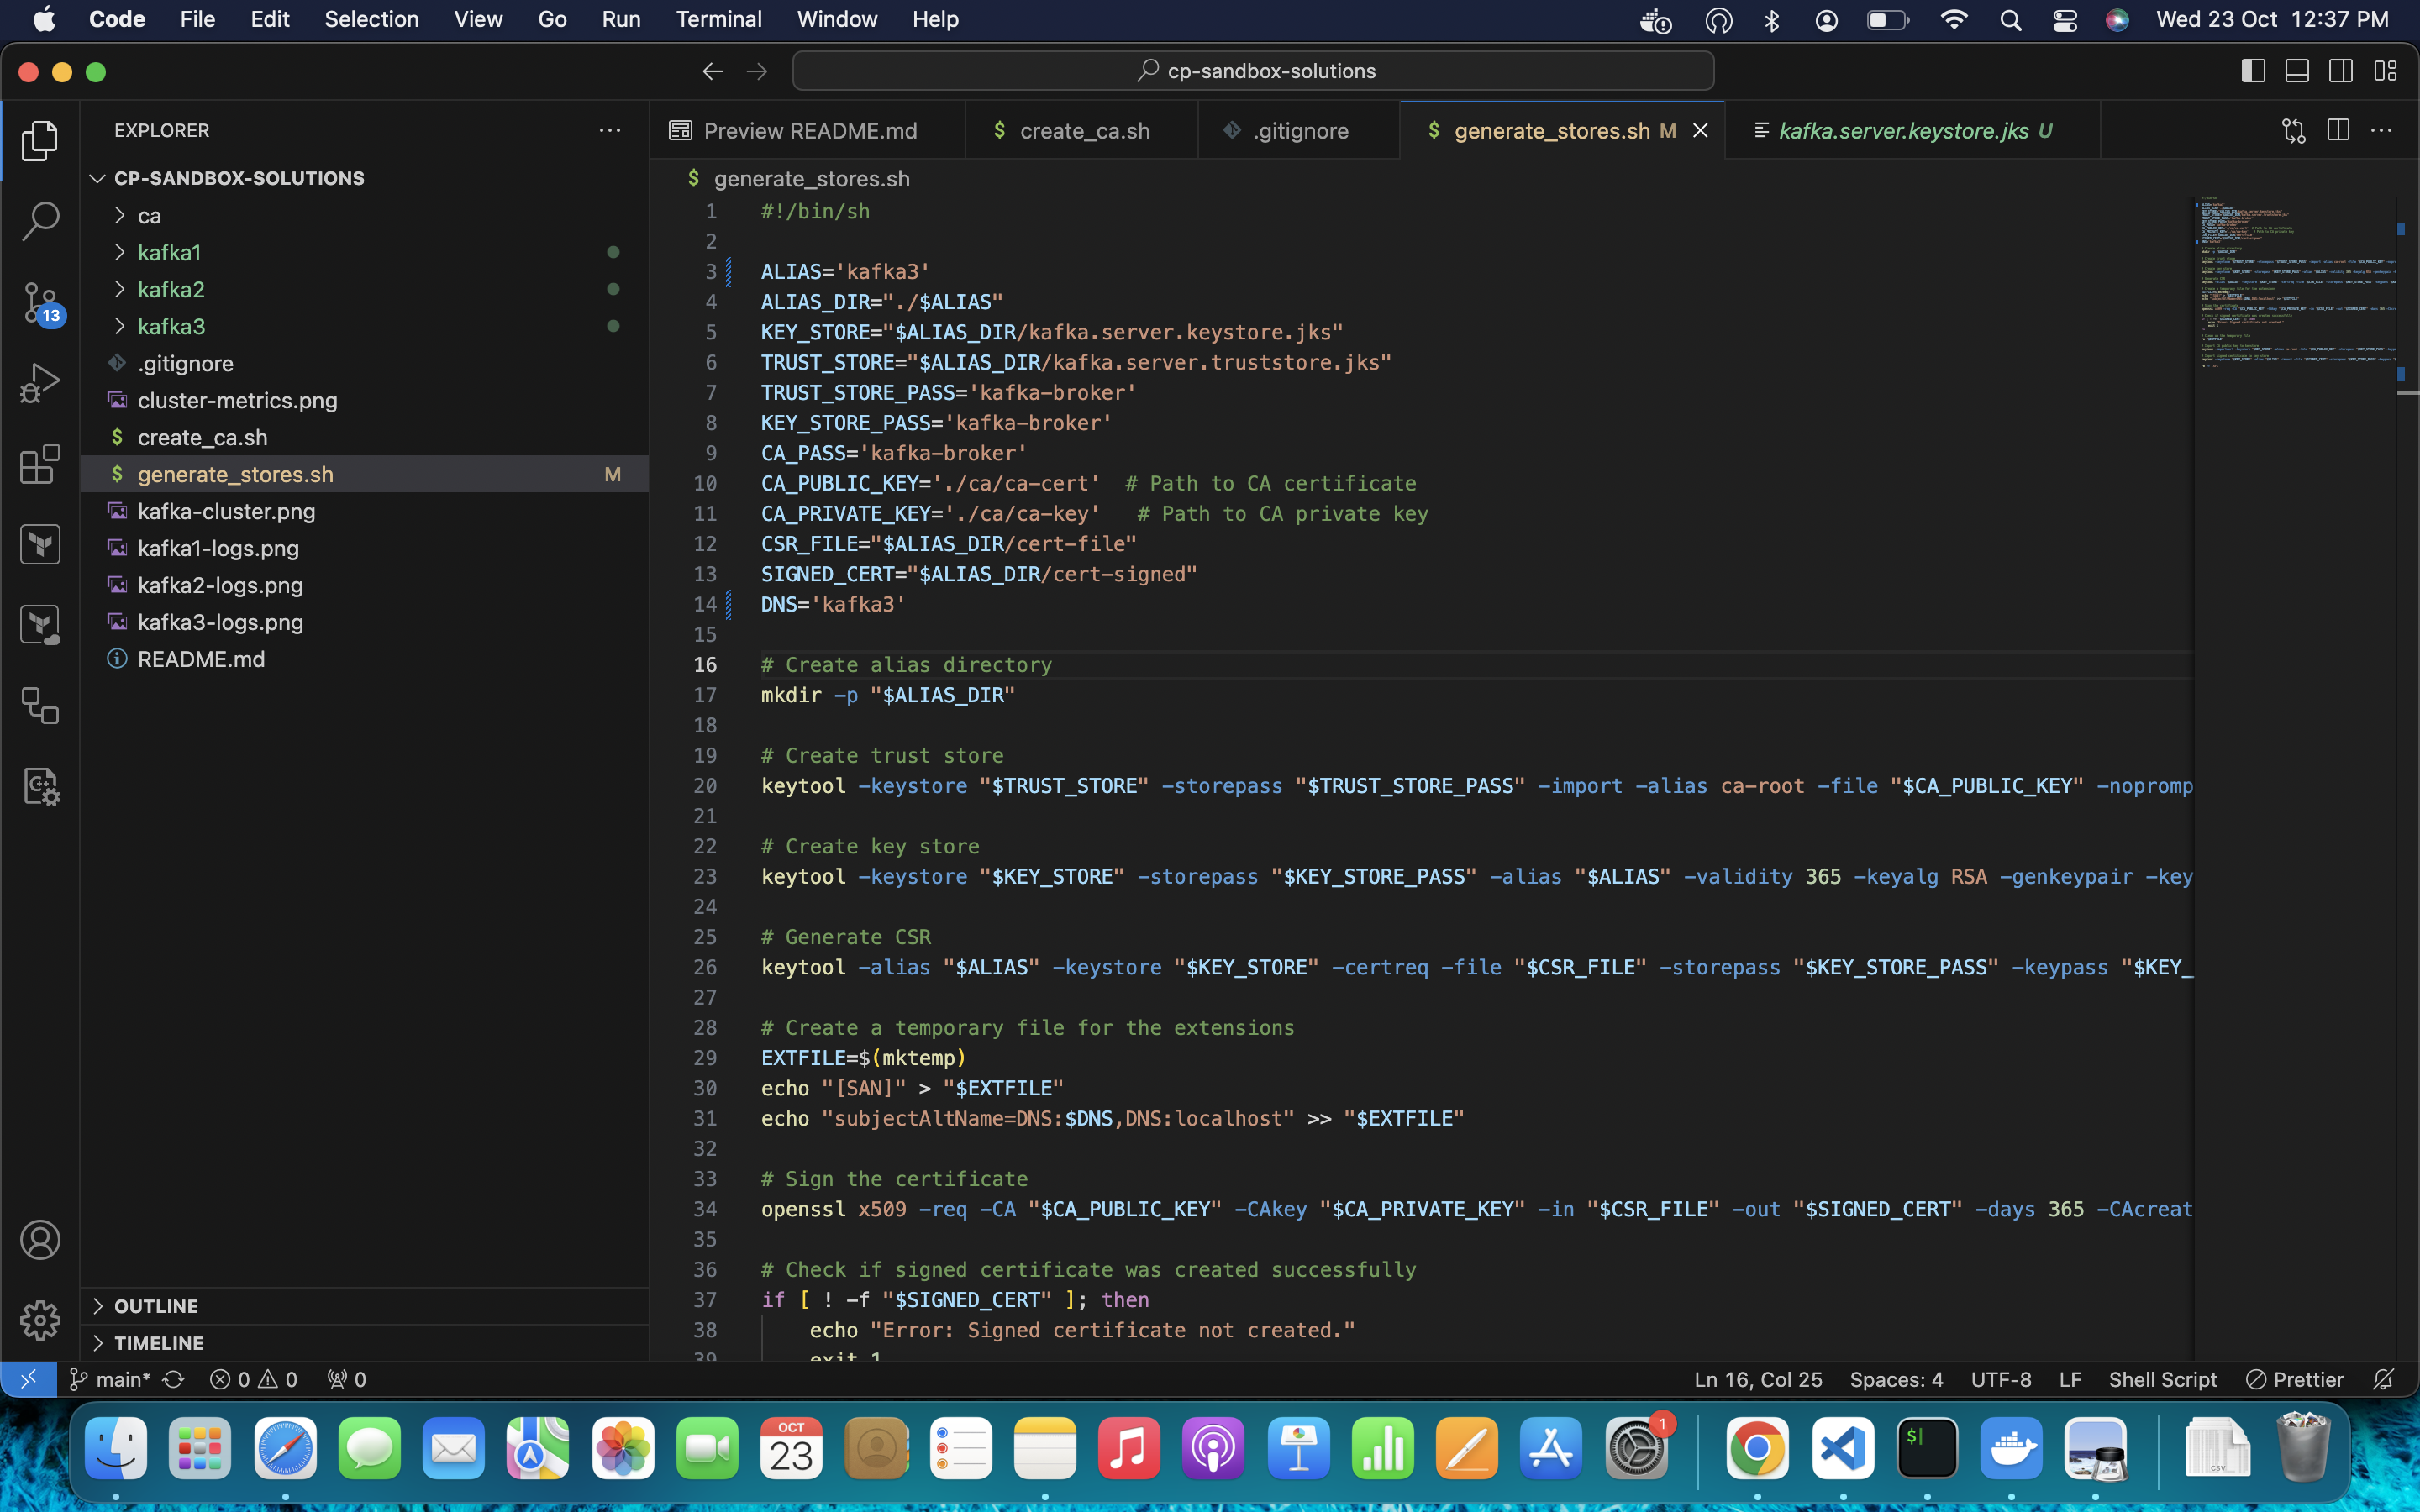 Code File Edit Selection View Go Run Terminal Window Help Wed 23 Oct 12:37 PM
cp-sandbox-solutions
EXPLORER
Preview README.md
$ create_ca.sh
.gitignore
$ generate_stores.sh M
kafka.server.keystore.jks U
CP-SANDBOX-SOLUTIONS
ca
kafka1
kafka2
kafka3
.gitignore
cluster-metrics.png
$ create_ca.sh
$ generate_stores.sh M
kafka-cluster.png
kafka1-logs.png
kafka2-logs.png
kafka3-logs.png
README.md
13
OUTLINE
TIMELINE
$ generate_stores.sh
1 #!/bin/sh
2
3 ALIAS='kafka3'
4 ALIAS_DIR="./$ALIAS"
5 KEY_STORE="$ALIAS_DIR/kafka.server.keystore.jks"
6 TRUST_STORE="$ALIAS_DIR/kafka.server.truststore.jks"
7 TRUST_STORE_PASS='kafka-broker'
8 KEY_STORE_PASS='kafka-broker'
9 CA_PASS='kafka-broker'
10 CA_PUBLIC_KEY='./ca/ca-cert'  # Path to CA certificate
11 CA_PRIVATE_KEY='./ca/ca-key'   # Path to CA private key
12 CSR_FILE="$ALIAS_DIR/cert-file"
13 SIGNED_CERT="$ALIAS_DIR/cert-signed"
14 DNS='kafka3'
15
16 # Create alias directory
17 mkdir -p "$ALIAS_DIR"
18
19 # Create trust store
20 keytool -keystore "$TRUST_STORE" -storepass "$TRUST_STORE_PASS" -import -alias ca-root -file "$CA_PUBLIC_KEY" -nopromp
21
22 # Create key store
23 keytool -keystore "$KEY_STORE" -storepass "$KEY_STORE_PASS" -alias "$ALIAS" -validity 365 -keyalg RSA -genkeypair -key
24
25 # Generate CSR
26 keytool -alias "$ALIAS" -keystore "$KEY_STORE" -certreq -file "$CSR_FILE" -storepass "$KEY_STORE_PASS" -keypass "$KEY_
27
28 # Create a temporary file for the extensions
29 EXTFILE=$(mktemp)
30 echo "[SAN]" > "$EXTFILE"
31 echo "subjectAltName=DNS:$DNS,DNS:localhost" >> "$EXTFILE"
32
33 # Sign the certificate
34 openssl x509 -req -CA "$CA_PUBLIC_KEY" -CAkey "$CA_PRIVATE_KEY" -in "$CSR_FILE" -out "$SIGNED_CERT" -days 365 -CAcreat
35
36 # Check if signed certificate was created successfully
37 if [ ! -f "$SIGNED_CERT" ]; then
38 echo "Error: Signed certificate not created."
39 exit 1
main* 0 0 0 Ln 16, Col 25 Spaces: 4 UTF-8 LF Shell Script Prettier
OCT
23
1
$
CSV